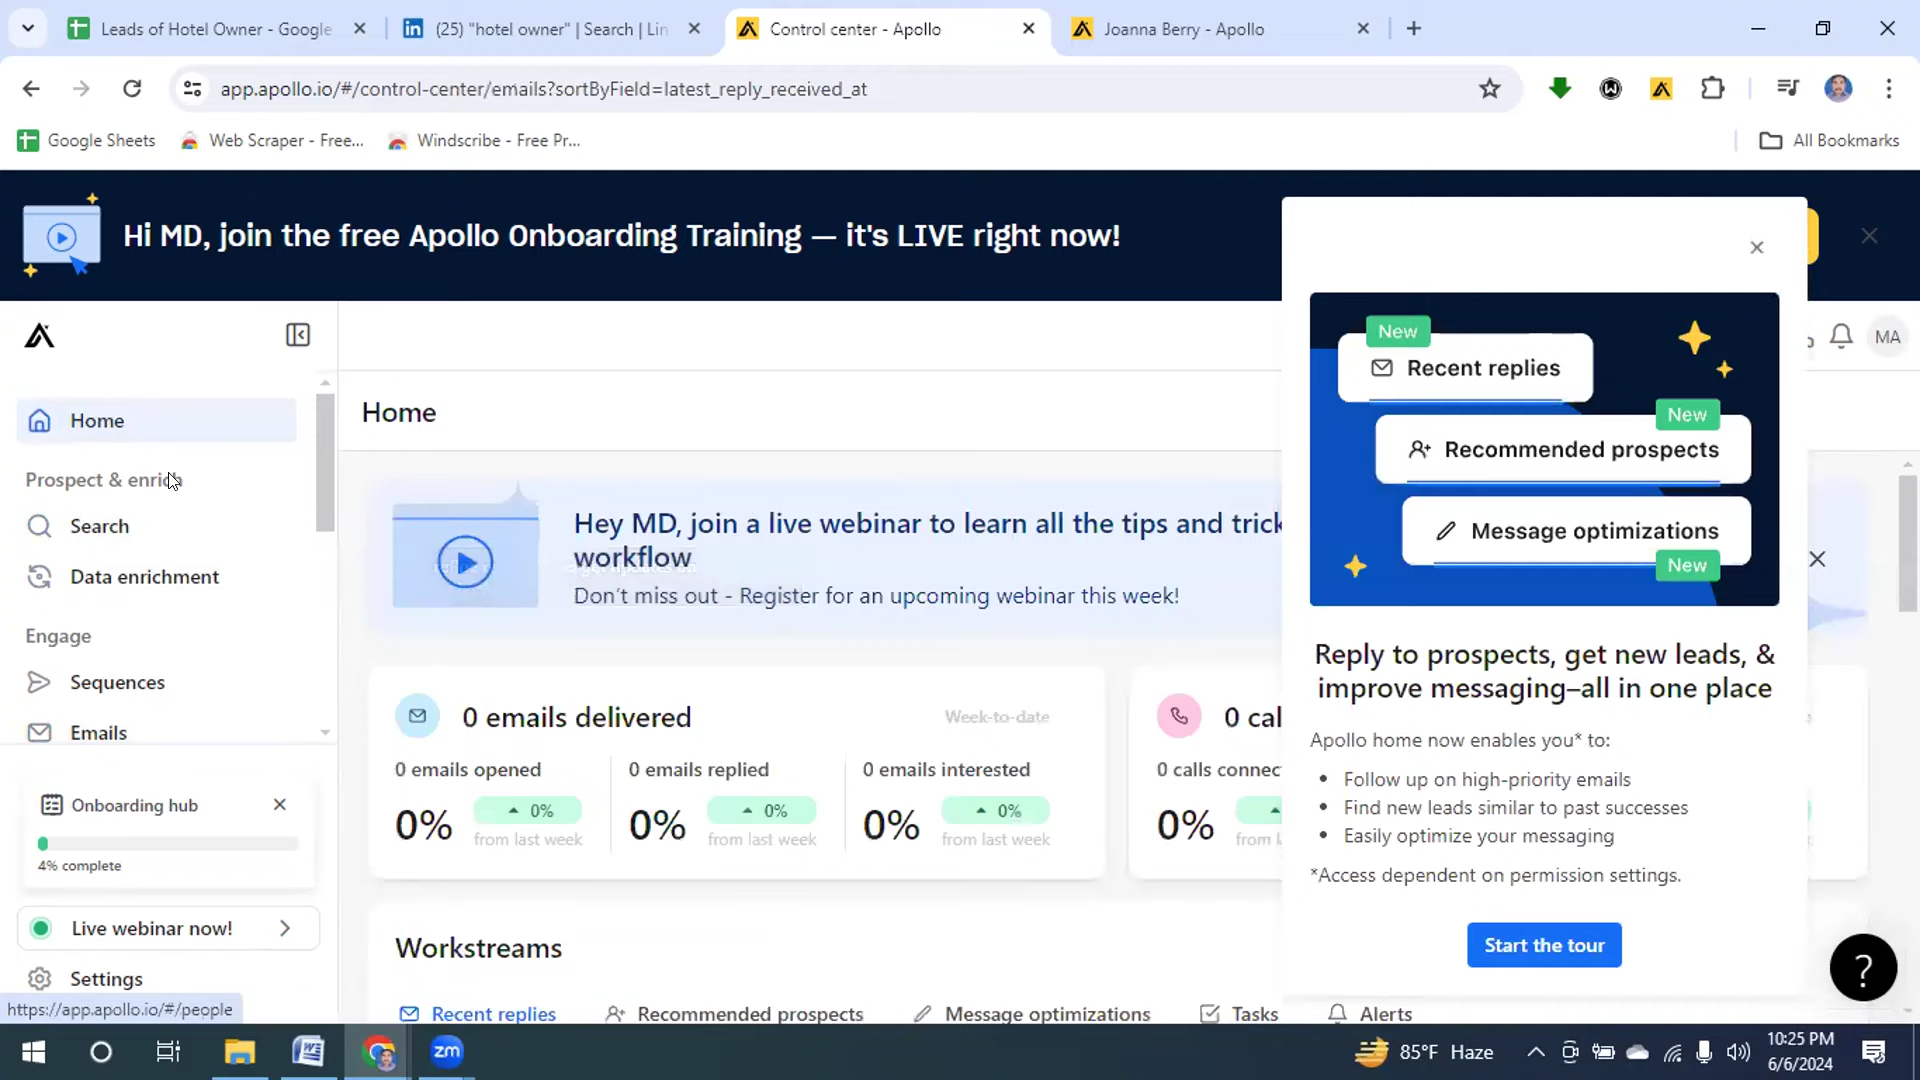 Leads of Hotel Owner - Google
(25) "hotel owner" | Search | Lin
Control center - Apollo
Joanna Berry - Apollo
app.apollo.io/#/control-center/emails?sortByField=latest_reply_received_at
Google Sheets
Web Scraper - Free...
Windscribe - Free Pr...
All Bookmarks
Hi MD, join the free Apollo Onboarding Training — it's LIVE right now!
MA
Home
Prospect & enrich
Search
Data enrichment
Engage
Sequences
Emails
Onboarding hub
4% complete
Live webinar now!
Settings
https://app.apollo.io/#/people
Home
Hey MD, join a live webinar to learn all the tips and trick
workflow
Don't miss out - Register for an upcoming webinar this week!
0 emails delivered
Week-to-date
0 emails opened
0 emails replied
0 emails interested
0% 0%
from last week
0% 0%
from last week
0% 0%
from last week
0 cal
0 calls connec
0%
from l
Workstreams
Recent replies
Recommended prospects
Message optimizations
Tasks
Alerts
New
Recent replies
New
Recommended prospects
Message optimizations
New
Reply to prospects, get new leads, &
improve messaging–all in one place
Apollo home now enables you* to:
• Follow up on high-priority emails
• Find new leads similar to past successes
• Easily optimize your messaging
*Access dependent on permission settings.
Start the tour
?
W
zm
85°F Haze
10:25 PM
6/6/2024